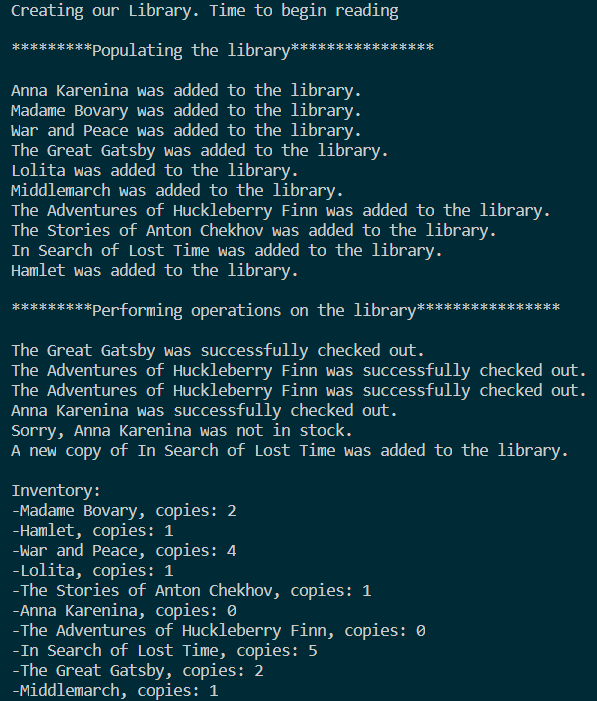 Creating our Library. Time to begin reading
*********Populating the library****************
Anna Karenina was added to the library.
Madame Bovary was added to the library.
War and Peace was added to the library.
The Great Gatsby was added to the library.
Lolita was added to the library.
Middlemarch was added to the library.
The Adventures of Huckleberry Finn was added to the library.
The Stories of Anton Chekhov was added to the library.
In Search of Lost Time was added to the library.
Hamlet was added to the library.
*********Performing operations on the library****************
The Great Gatsby was successfully checked out.
The Adventures of Huckleberry Finn was successfully checked out.
The Adventures of Huckleberry Finn was successfully checked out.
Anna Karenina was successfully checked out.
Sorry, Anna Karenina was not in stock.
A new copy of In Search of Lost Time was added to the library.
Inventory:
-Madame Bovary, copies: 2
-Hamlet, copies: 1
-War and Peace, copies: 4
-Lolita, copies: 1
-The Stories of Anton Chekhov, copies: 1
-Anna Karenina, copies: 0
-The Adventures of Huckleberry Finn, copies: 0
-In Search of Lost Time, copies: 5
-The Great Gatsby, copies: 2
-Middlemarch, copies: 1